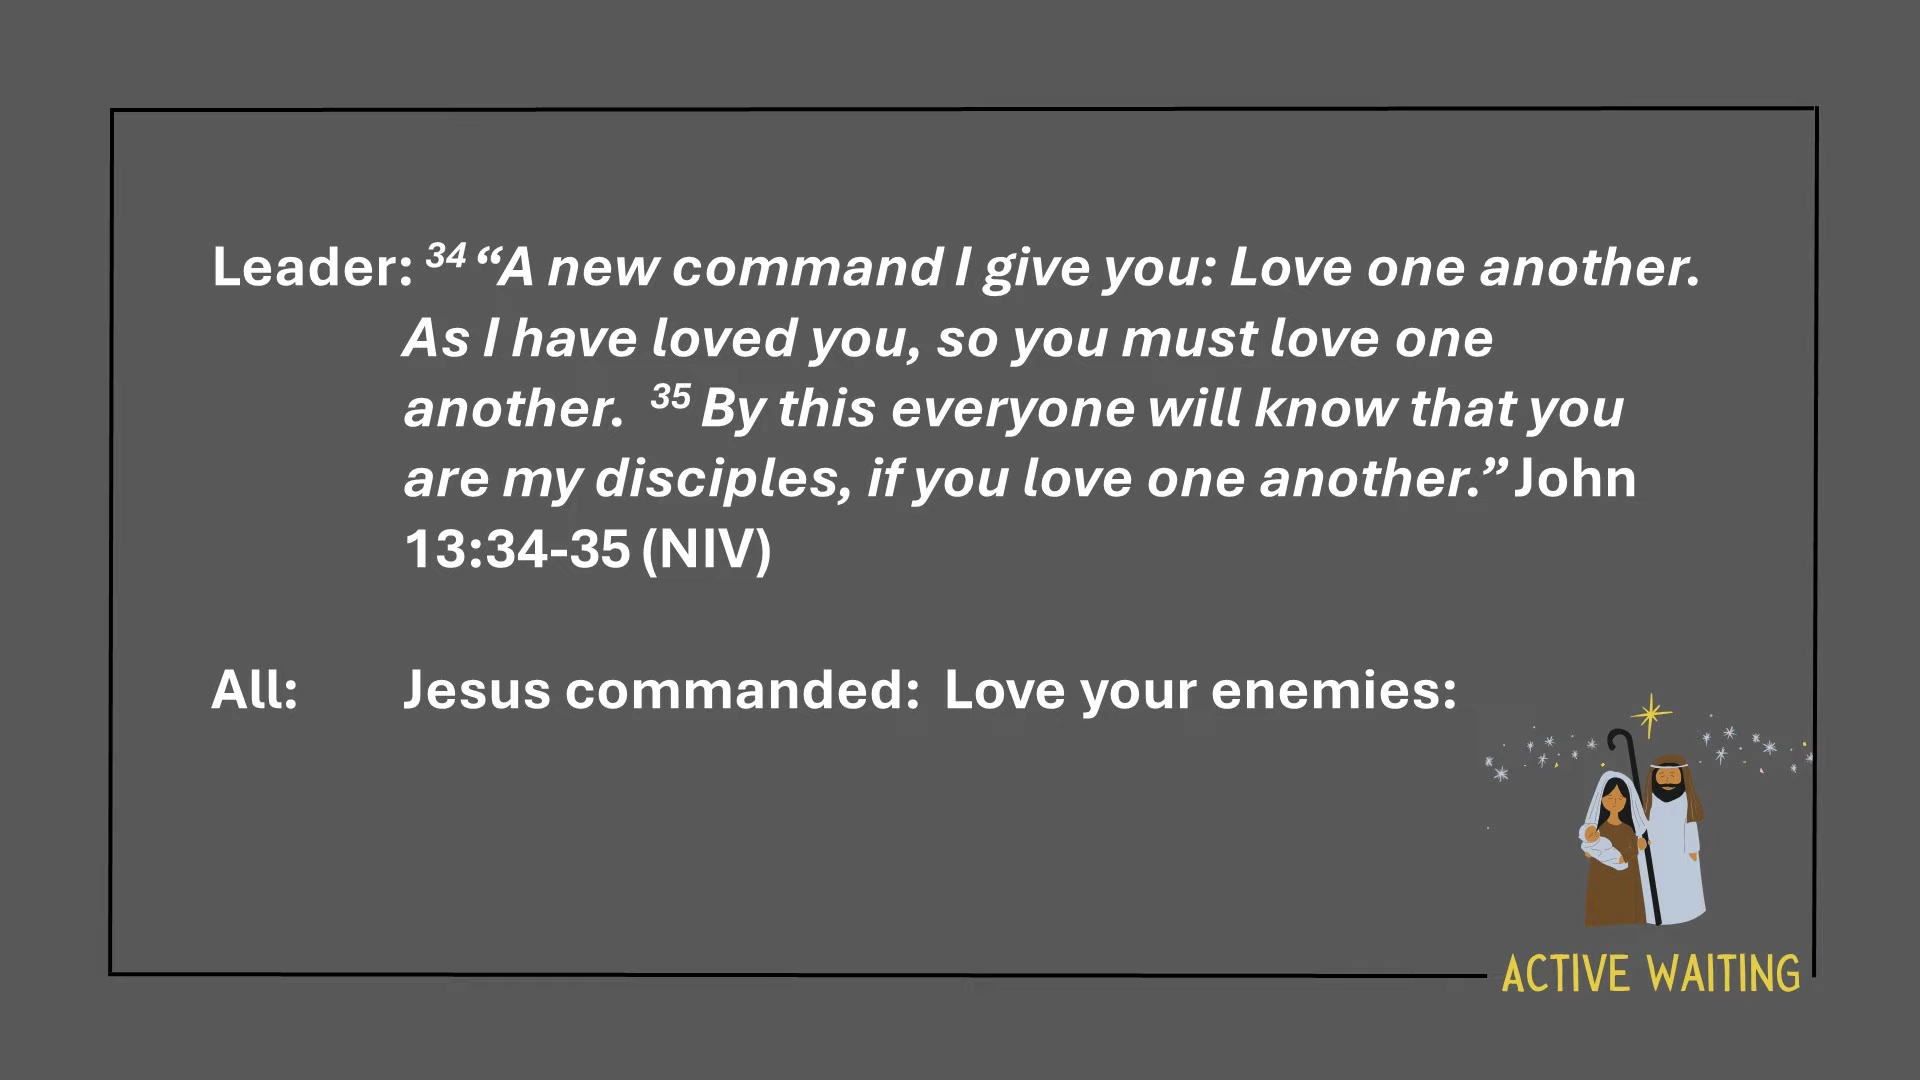 Leader: 34 “A new command I give you: Love one another.
As I have loved you, so you must love one
another. 35 By this everyone will know that you
are my disciples, if you love one another.” John
13:34-35 (NIV)
All: Jesus commanded: Love your enemies:
ACTIVE WAITING